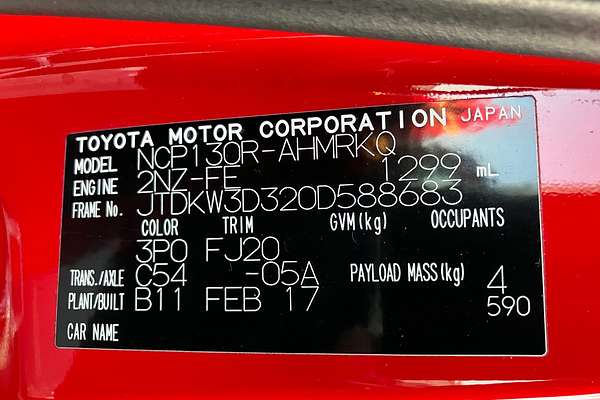 TOYOTA MOTOR CORPORATION JAPAN
MODEL NCP130R-AHMRKQ
ENGINE 2NZ-FE 1299 mL
FRAME No. JTDKW3D320D588683
COLOR TRIM GVM(kg) OCCUPANTS
3P0 FJ20
TRANS./AXLE C54 -05A PAYLOAD MASS(kg) 4
PLANT/BUILT B11 FEB 17 590
CAR NAME